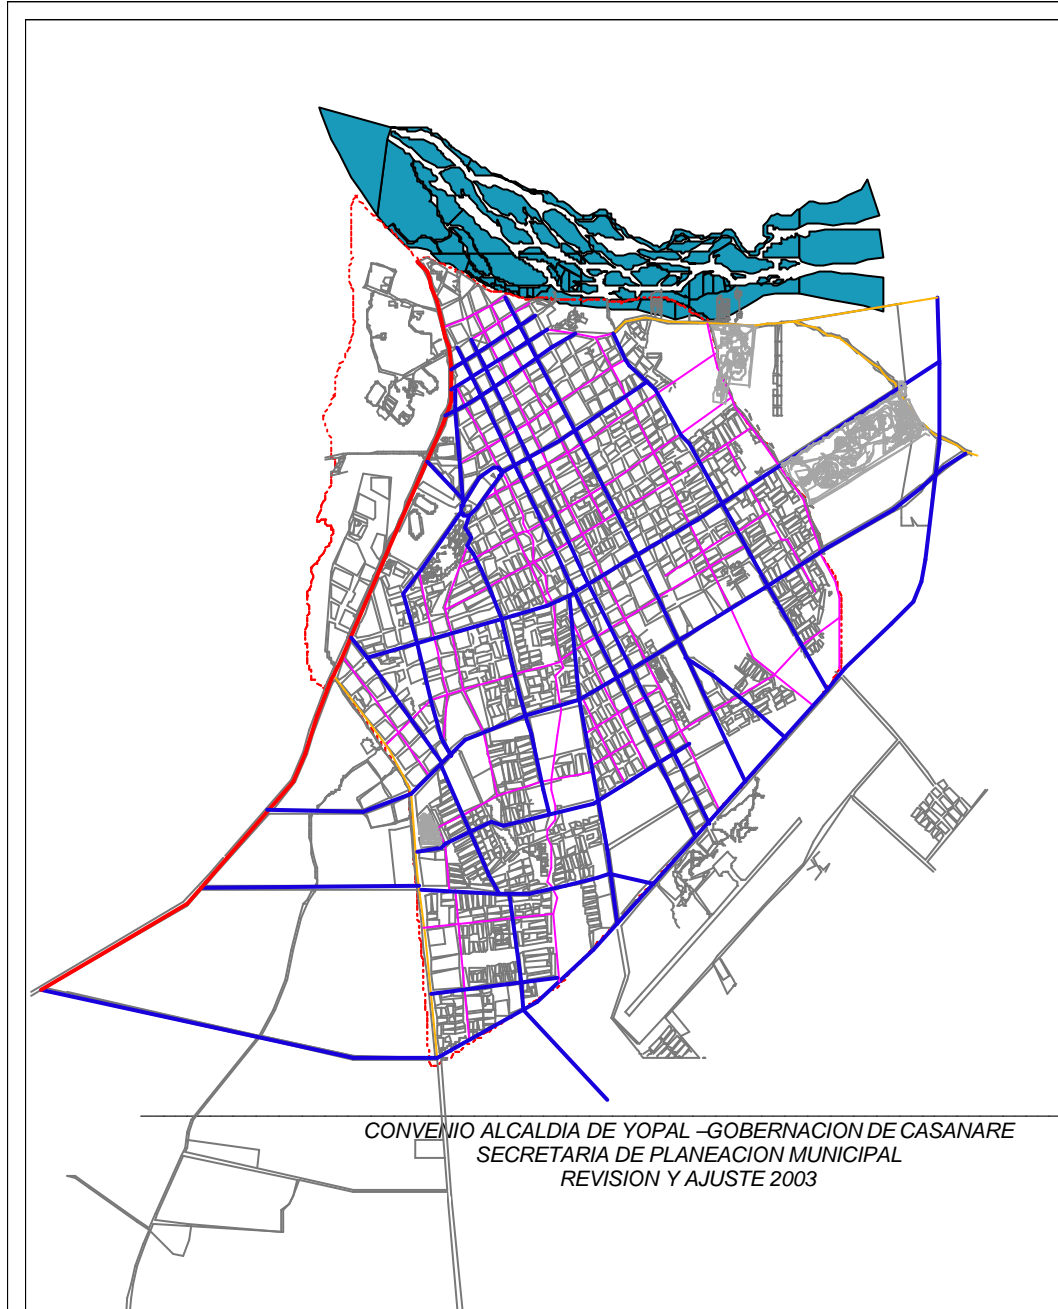 CONVENIO ALCALDIA DE YOPAL –GOBERNACION DE CASANARE
SECRETARIA DE PLANEACION MUNICIPAL
REVISION Y AJUSTE 2003